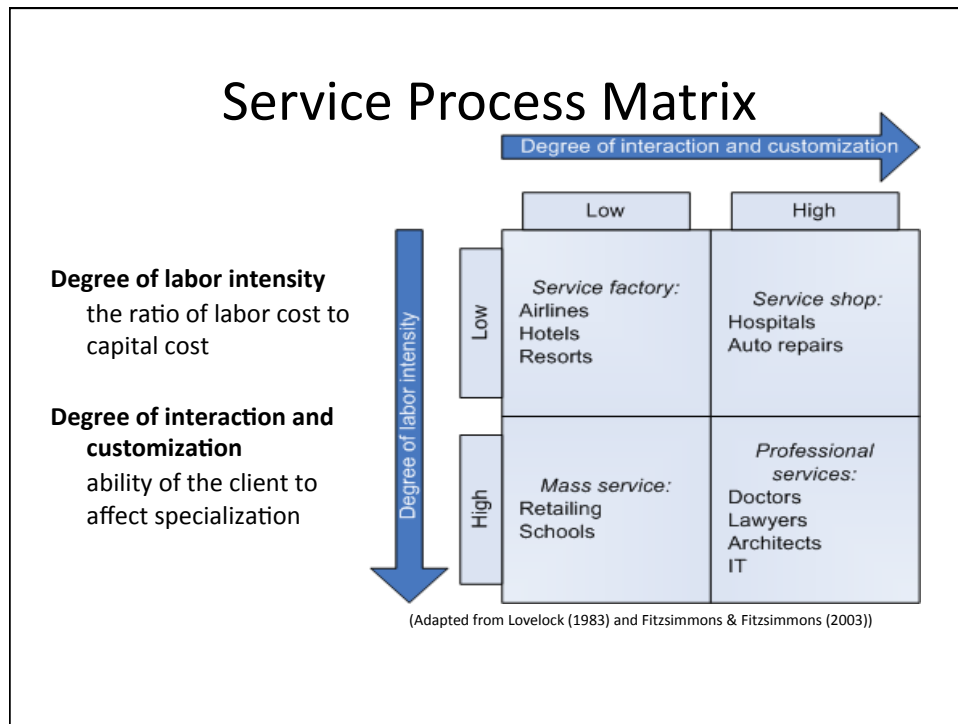 Service Process Matrix
Degree of interaction and customization
Low
High
Degree of labor intensity
the ratio of labor cost to
capital cost
Degree of interaction and
customization
ability of the client to
affect specialization
Degree of labor intensity
Low
Service factory:
Airlines
Hotels
Resorts
Service shop:
Hospitals
Auto repairs
High
Mass service:
Retailing
Schools
Professional
services:
Doctors
Lawyers
Architects
IT
(Adapted from Lovelock (1983) and Fitzsimmons & Fitzsimmons (2003))